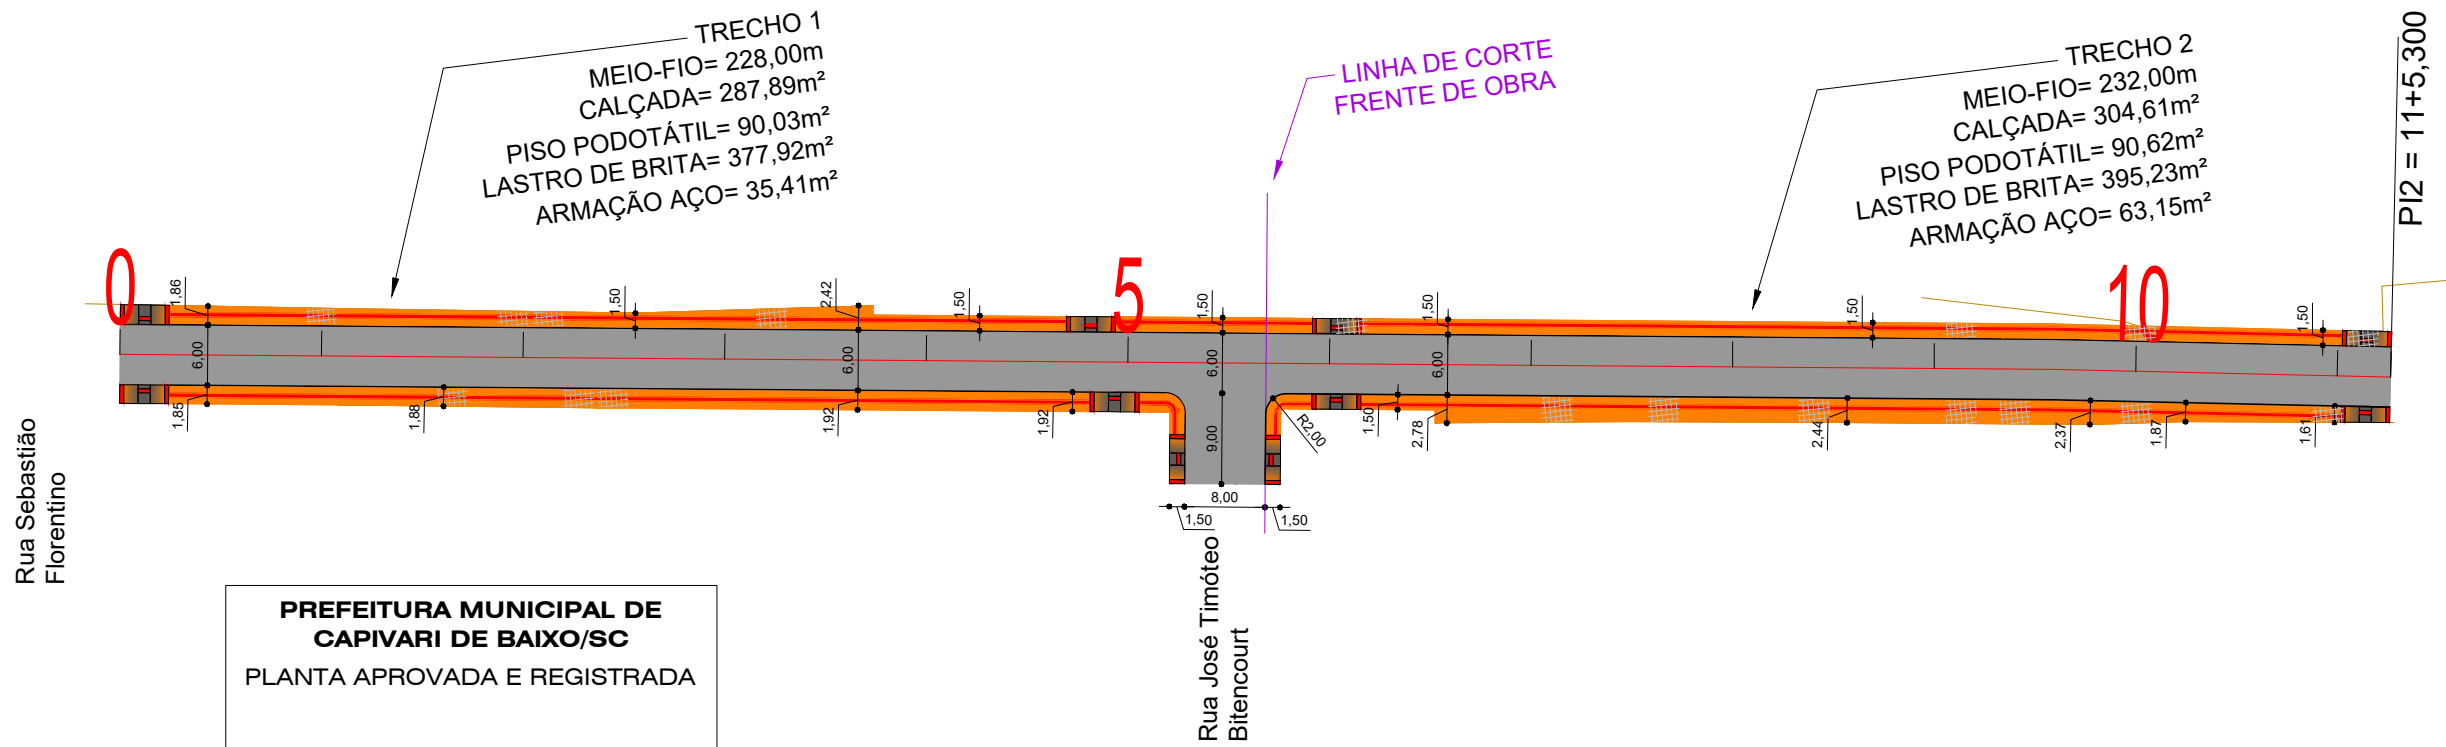 TRECHO 1
MEIO-FIO= 228,00m
CALÇADA= 287,89m²
PISO PODOTÁTIL= 90,03m²
LASTRO DE BRITA= 377,92m²
ARMAÇÃO AÇO= 35,41m²
LINHA DE CORTE
FRENTE DE OBRA
TRECHO 2
MEIO-FIO= 232,00m
CALÇADA= 304,61m²
PISO PODOTÁTIL= 90,62m²
LASTRO DE BRITA= 395,23m²
ARMAÇÃO AÇO= 63,15m²
PI2 = 11+5,300
0
5
10
1,86
1,50
2,42
1,50
1,50
1,50
1,50
1,50
6,00
6,00
6,00
6,00
1,85
1,88
1,92
1,92
9,00
R2,00
1,50
2,78
2,44
2,37
1,87
1,61
8,00
1,50
1,50
Rua Sebastião
Florentino
Rua José Timóteo
Bitencourt
PREFEITURA MUNICIPAL DE
CAPIVARI DE BAIXO/SC
PLANTA APROVADA E REGISTRADA